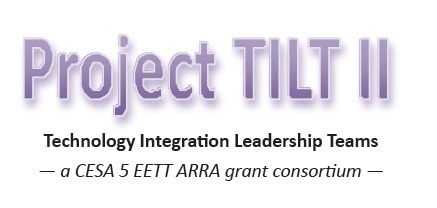 Project TILT II
Technology Integration Leadership Teams
— a CESA 5 EETT ARRA grant consortium —